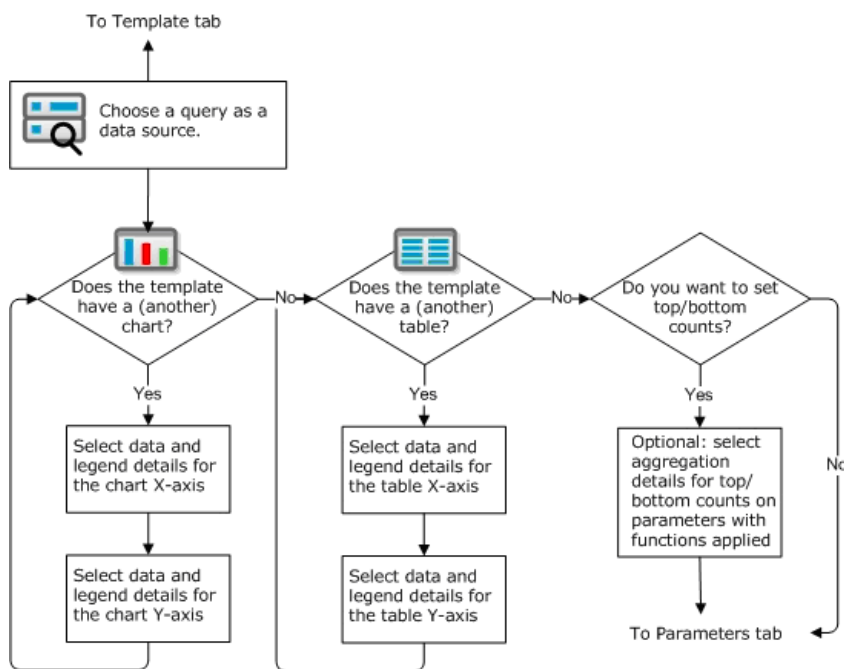 To Template tab
Choose a query as a
data source.
Does the template
have a (another)
chart?
No
Does the template
have a (another)
table?
No
Do you want to set
top/bottom
counts?
Yes
Yes
Yes
Select data and
legend details for
the chart X-axis
Select data and
legend details for
the table X-axis
Optional: select
aggregation
details for top/
bottom counts on
parameters with
functions applied
No
Select data and
legend details for
the chart Y-axis
Select data and
legend details for
the table Y-axis
To Parameters tab